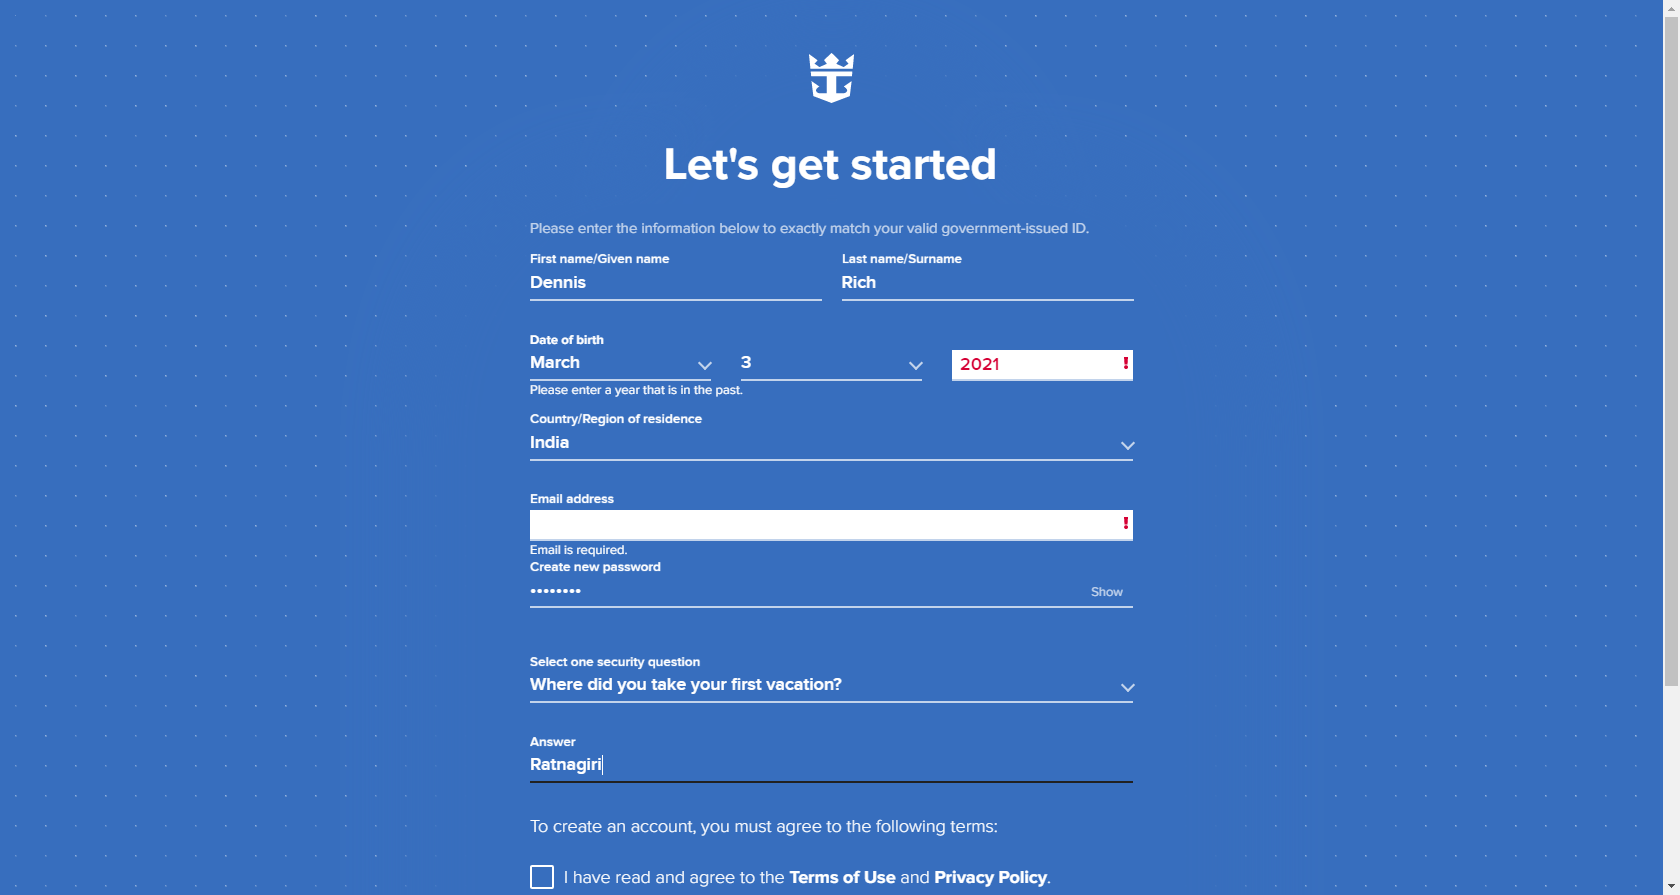 Let's get started
Please enter the information below to exactly match your valid government-issued ID.
First name/Given name Last name/Surname
Dennis Rich
Date of birth
March 3 2021 !
Please enter a year that is in the past.
Country/Region of residence
India
Email address
!
Email is required.
Create new password
•••••••• Show
Select one security question
Where did you take your first vacation?
Answer
Ratnagiri
To create an account, you must agree to the following terms:
I have read and agree to the Terms of Use and Privacy Policy.